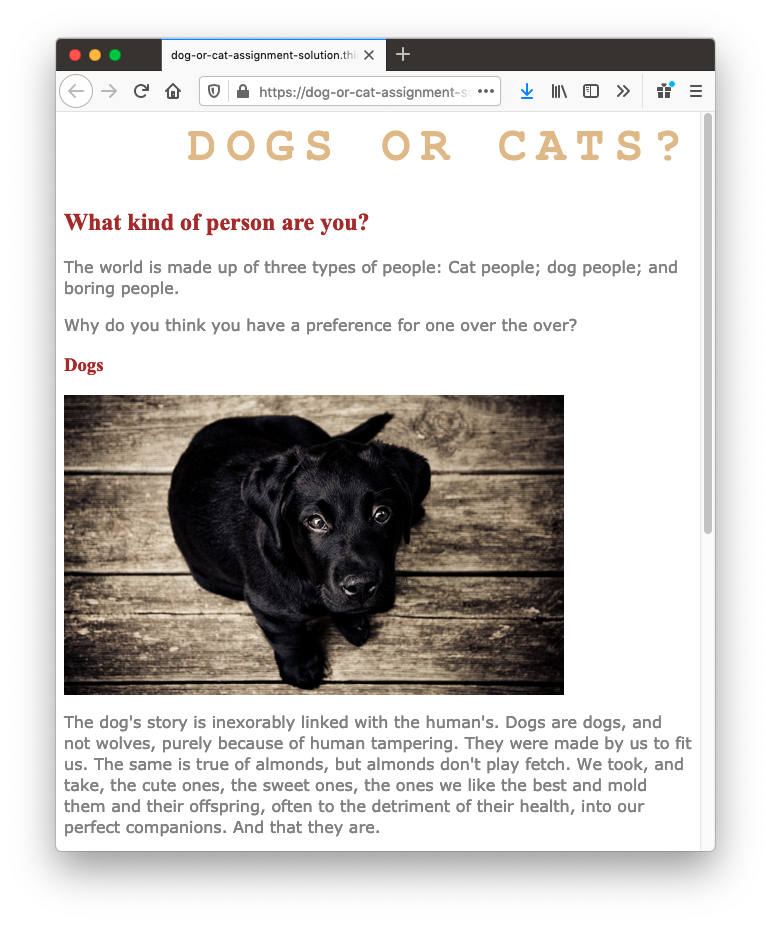 dog-or-cat-assignment-solution.thi
https://dog-or-cat-assignment-s
DOGS OR CATS?
What kind of person are you?
The world is made up of three types of people: Cat people; dog people; and
boring people.
Why do you think you have a preference for one over the over?
Dogs
The dog's story is inexorably linked with the human's. Dogs are dogs, and
not wolves, purely because of human tampering. They were made by us to fit
us. The same is true of almonds, but almonds don't play fetch. We took, and
take, the cute ones, the sweet ones, the ones we like the best and mold
them and their offspring, often to the detriment of their health, into our
perfect companions. And that they are.